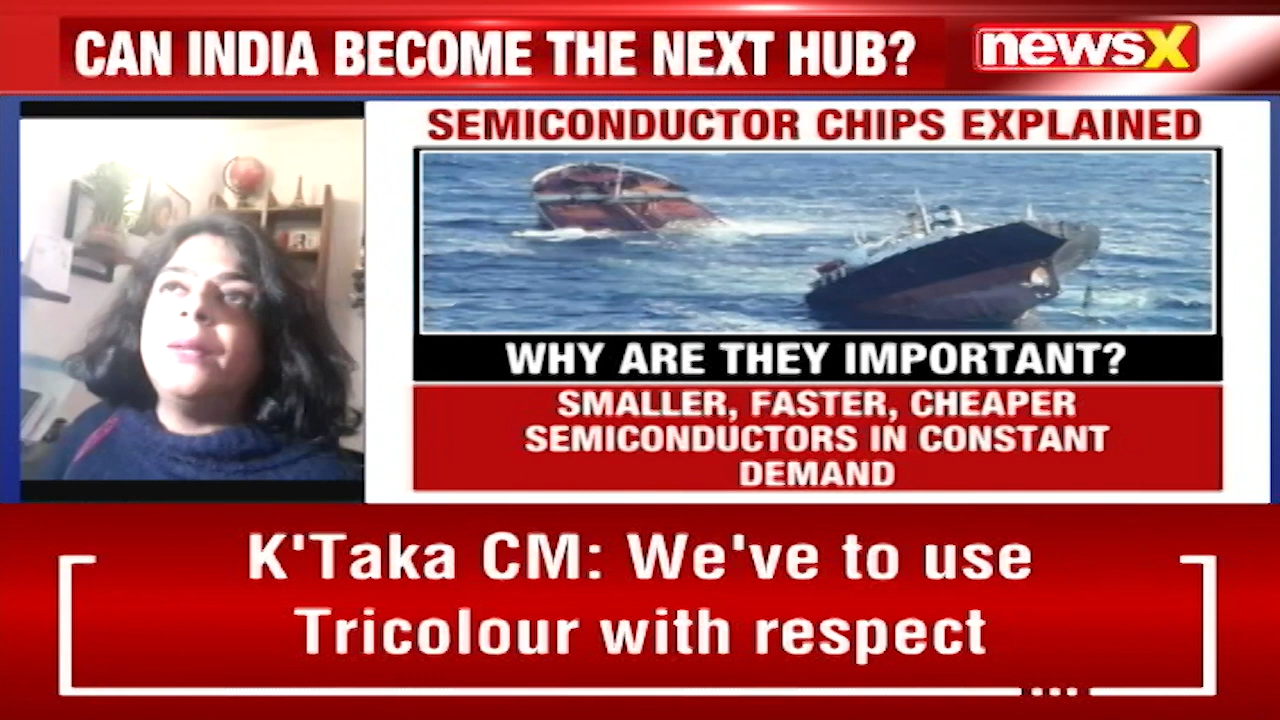 CAN INDIA BECOME THE NEXT HUB?
newsX
SEMICONDUCTOR CHIPS EXPLAINED
WHY ARE THEY IMPORTANT?
SMALLER, FASTER, CHEAPER
SEMICONDUCTORS IN CONSTANT
DEMAND
K'Taka CM: We've to use
Tricolour with respect